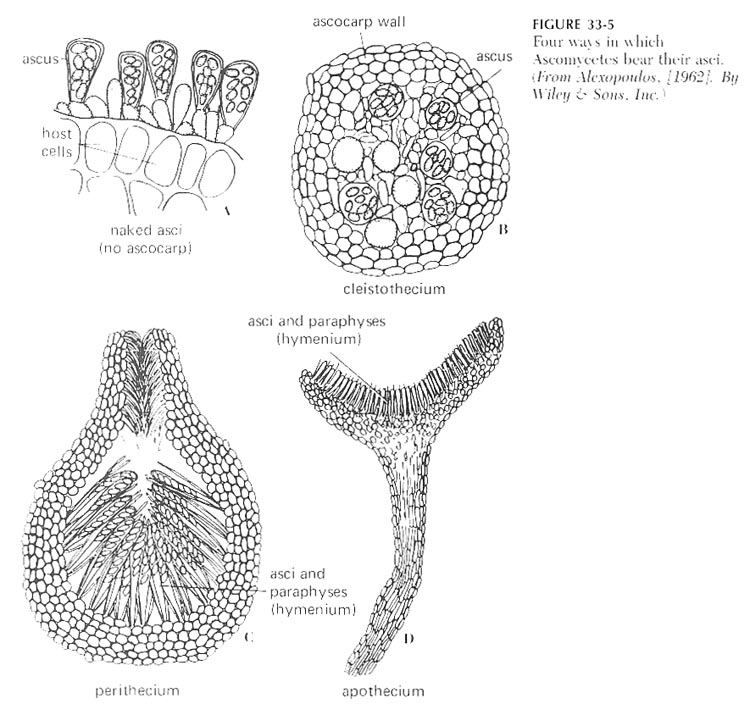 FIGURE 33-5
Four ways in which
Ascomycetes bear their asci.
(From Alexopoulos, [1962]. By
Wiley & Sons, Inc.)
ascus
host
cells
A
naked asci
(no ascocarp)
ascocarp wall
ascus
B
cleistothecium
asci and
paraphyses
(hymenium)
C
perithecium
asci and paraphyses
(hymenium)
D
apothecium